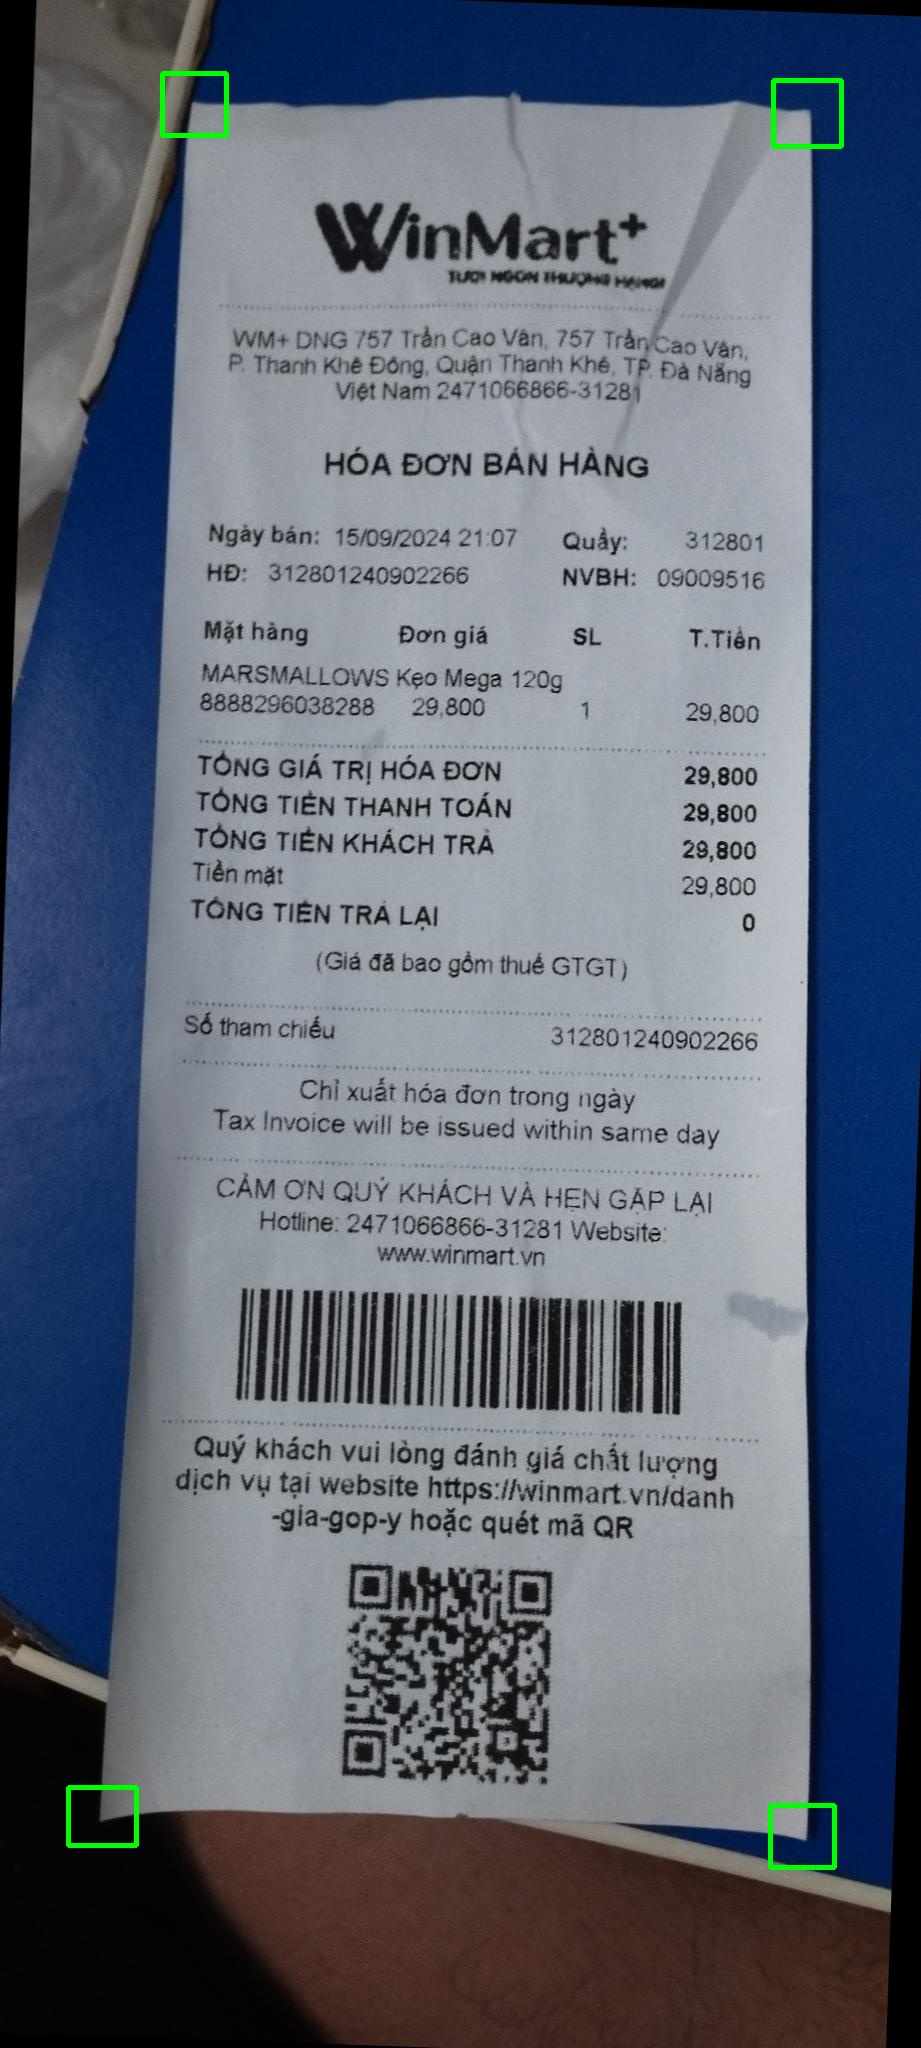 WinMart+
TƯƠI NGON THƯỢNG HẠNG!
WM+ DNG 757 Trần Cao Vân, 757 Trần Cao Vân,
P. Thanh Khê Đông, Quận Thanh Khê, TP. Đà Nẵng
Việt Nam 2471066866-31281
HÓA ĐƠN BÁN HÀNG
Ngày bán: 15/09/2024 21:07 Quầy: 312801
HĐ: 312801240902266 NVBH: 09009516
Mặt hàng Đơn giá SL T.Tiền
MARSMALLOWS Kẹo Mega 120g
8888296038288 29,800 1 29,800
TỔNG GIÁ TRỊ HÓA ĐƠN 29,800
TỔNG TIỀN THANH TOÁN 29,800
TỔNG TIỀN KHÁCH TRẢ 29,800
Tiền mặt 29,800
TỔNG TIỀN TRẢ LẠI 0
(Giá đã bao gồm thuế GTGT)
Số tham chiếu 312801240902266
Chỉ xuất hóa đơn trong ngày
Tax Invoice will be issued within same day
CẢM ƠN QUÝ KHÁCH VÀ HẸN GẶP LẠI
Hotline: 2471066866-31281 Website:
www.winmart.vn
Quý khách vui lòng đánh giá chất lượng
dịch vụ tại website https://winmart.vn/danh
-gia-gop-y hoặc quét mã QR